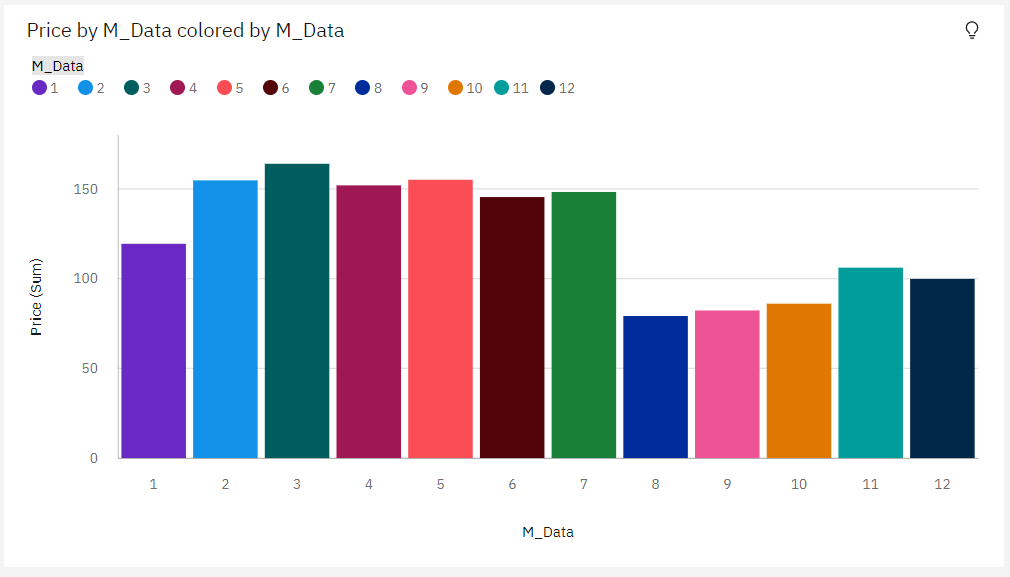 Price by M_Data colored by M_Data
M_Data
1 2 3 4 5 6 7 8 9 10 11 12
150
100
50
0
Price (Sum)
1 2 3 4 5 6 7 8 9 10 11 12
M_Data